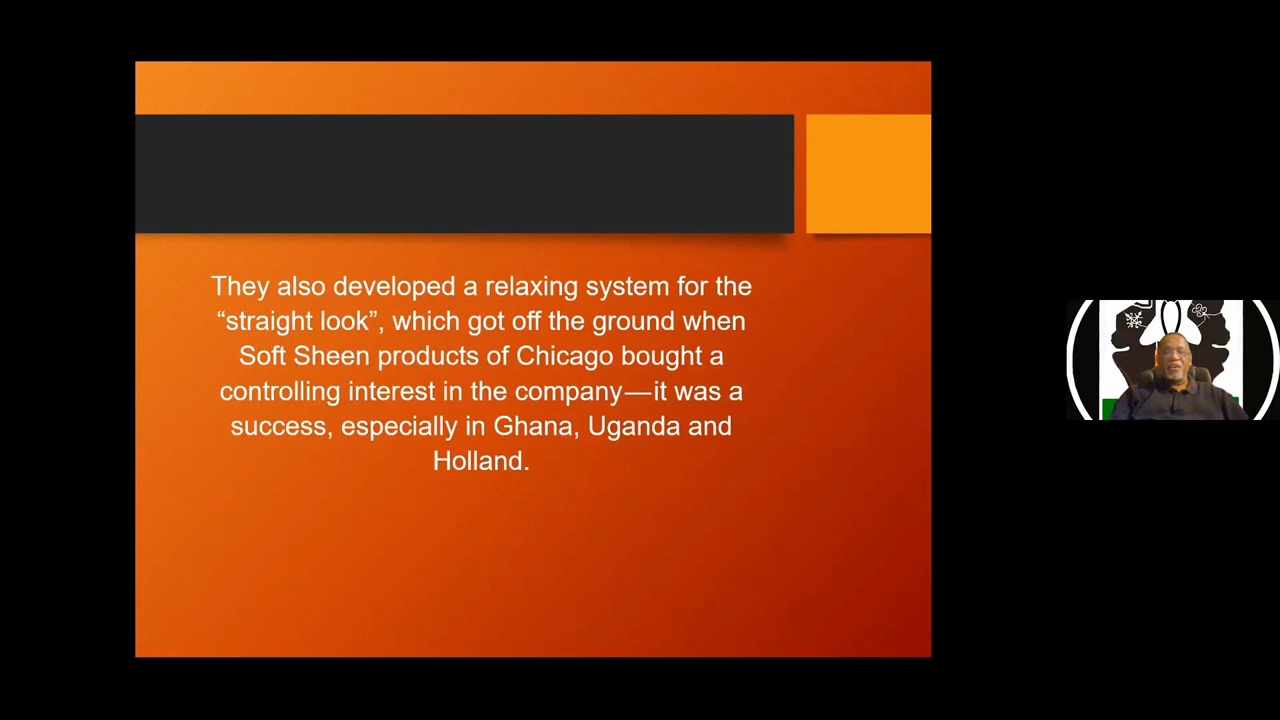 They also developed a relaxing system for the
“straight look”, which got off the ground when
Soft Sheen products of Chicago bought a
controlling interest in the company—it was a
success, especially in Ghana, Uganda and
Holland.